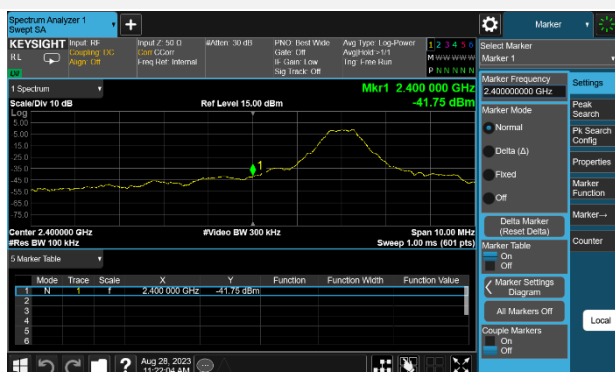 Spectrum Analyzer 1
Swept SA
+
Marker
KEYSIGHT
RL
Input: RF
Coupling: DC
Align: Off
Input Z: 50 Ω
Corr CCorr
Freq Ref: Internal
#Atten: 30 dB
PNO: Best Wide
Gate: Off
IF Gain: Low
Sig Track: Off
Avg Type: Log-Power
Avg|Hold:>1/1
Trig: Free Run
1 2 3 4 5 6
M W W W W W
P N N N N N
Select Marker
Marker 1
1 Spectrum
Scale/Div 10 dB
Ref Level 15.00 dBm
Mkr1 2.400 000 GHz
-41.75 dBm
Log
5.00
-5.00
-15.0
-25.0
-35.0
-45.0
-55.0
-65.0
-75.0
1
Center 2.400000 GHz
#Video BW 300 kHz
Span 10.00 MHz
#Res BW 100 kHz
Sweep 1.00 ms (601 pts)
5 Marker Table
Mode Trace Scale X Y Function Function Width Function Value
1 N 1 f 2.400 000 GHz -41.75 dBm
2
3
4
5
6
Marker Frequency
2.400000000 GHz
Marker Mode
Normal
Delta (Δ)
Fixed
Off
Delta Marker
(Reset Delta)
Marker Table
On
Off
Marker Settings
Diagram
All Markers Off
Couple Markers
On
Off
Settings
Peak
Search
Pk Search
Config
Properties
Marker
Function
Marker→
Counter
Local
?
Aug 28, 2023
11:22:04 AM